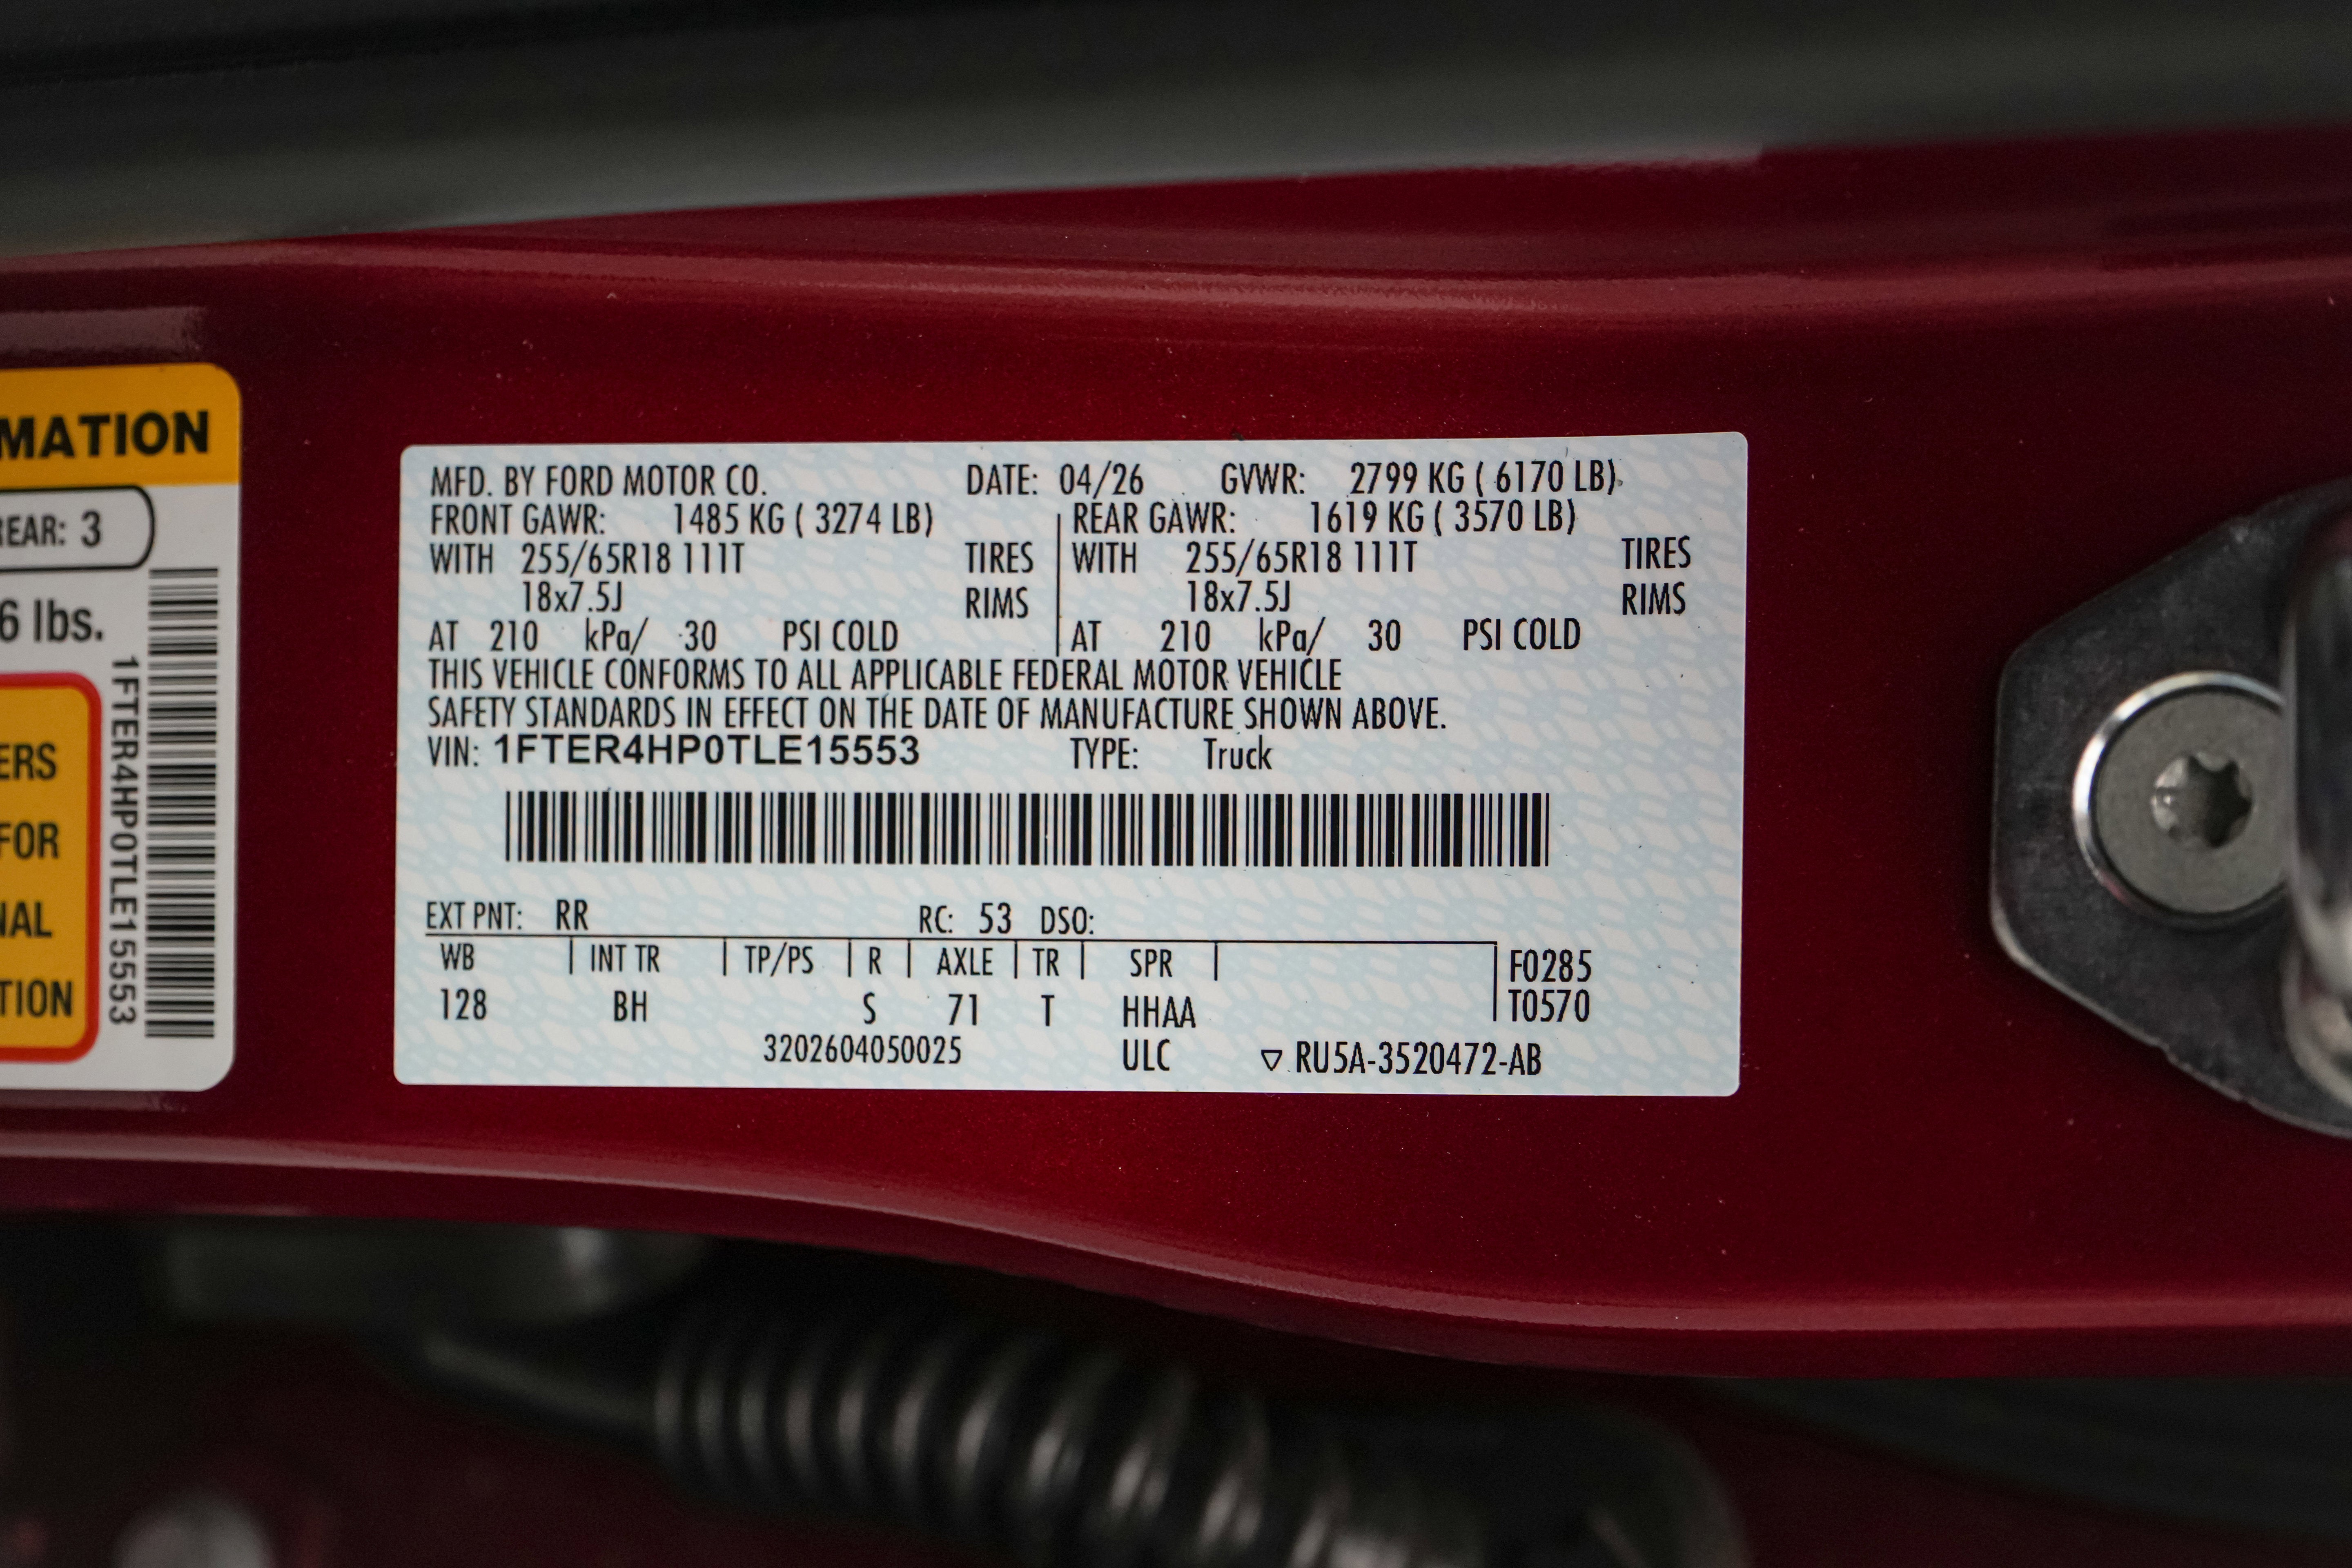 MATION
REAR: 3
6 lbs.
ERS
FOR
NAL
TION
1FTER4HP0TLE15553
MFD. BY FORD MOTOR CO. DATE: 04/26 GVWR: 2799 KG ( 6170 LB)
FRONT GAWR: 1485 KG ( 3274 LB) REAR GAWR: 1619 KG ( 3570 LB)
WITH 255/65R18 111T TIRES WITH 255/65R18 111T TIRES
18x7.5J RIMS 18x7.5J RIMS
AT 210 kPa/ 30 PSI COLD AT 210 kPa/ 30 PSI COLD
THIS VEHICLE CONFORMS TO ALL APPLICABLE FEDERAL MOTOR VEHICLE
SAFETY STANDARDS IN EFFECT ON THE DATE OF MANUFACTURE SHOWN ABOVE.
VIN: 1FTER4HP0TLE15553 TYPE: Truck
EXT PNT: RR RC: 53 DSO:
WB INT TR TP/PS R AXLE TR SPR F0285
128 BH S 71 T HHAA T0570
3202604050025 ULC ▽ RU5A-3520472-AB